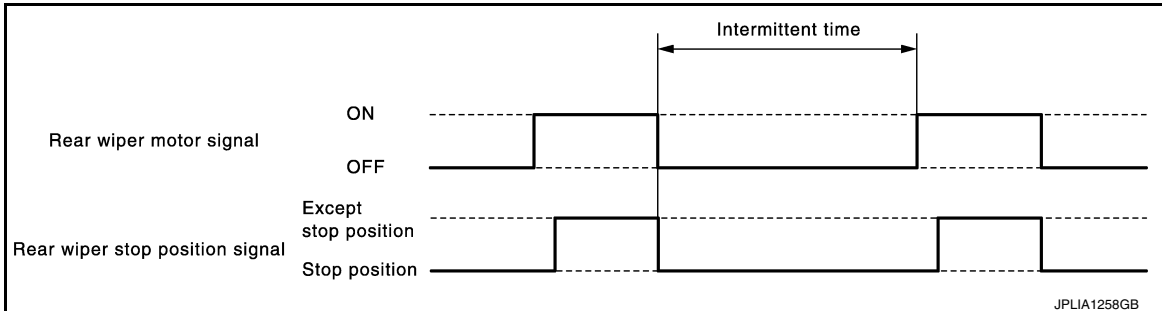 Intermittent time
ON
Rear wiper motor signal
OFF
Except
stop position
Rear wiper stop position signal
Stop position
JPLIA1258GB